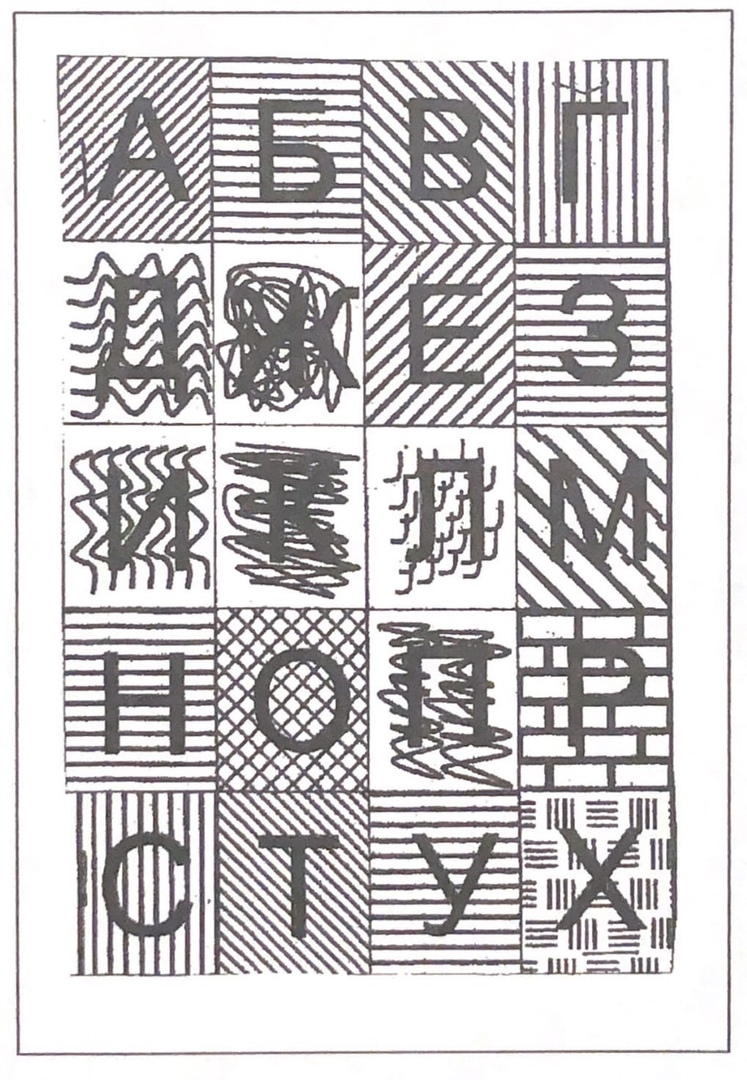 А Б В Г
Д Ж Е З
И К Л М
Н О П Р
С Т У Х